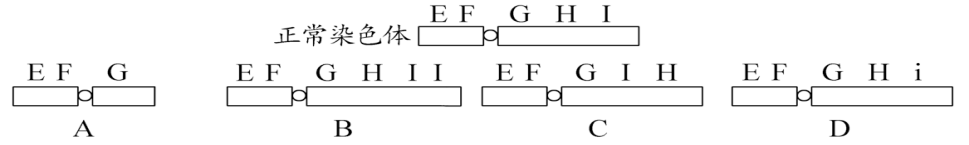 E F G H I
正常染色体
E F G
E F G H I I
E F G I H
E F G H i
A
B
C
D